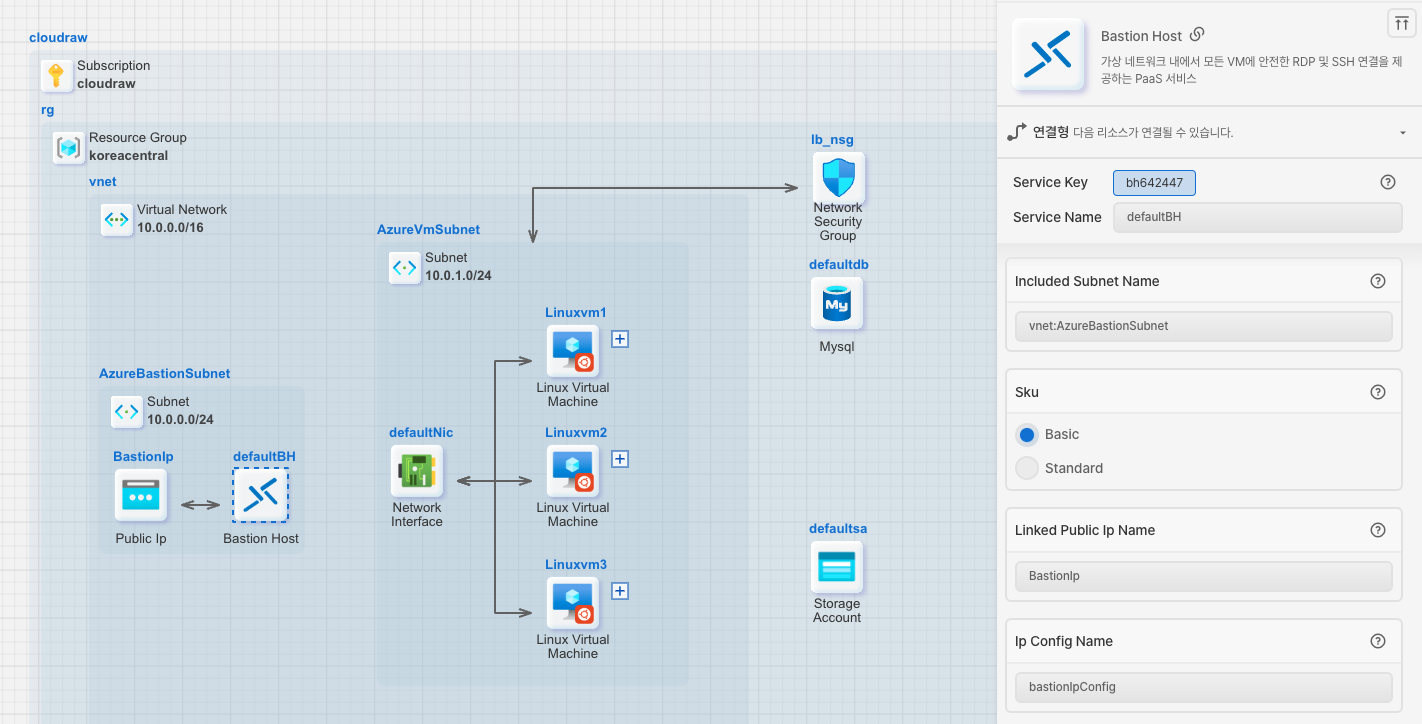 cloudraw
Subscription
cloudraw
rg
Resource Group
koreacentral
vnet
Virtual Network
10.0.0.0/16
AzureVmSubnet
Subnet
10.0.1.0/24
lb_nsg
Network
Security
Group
defaultdb
My
Mysql
Linuxvm1
Linux Virtual
Machine
AzureBastionSubnet
Subnet
10.0.0.0/24
BastionIp
Public Ip
defaultBH
Bastion Host
defaultNic
Network
Interface
Linuxvm2
Linux Virtual
Machine
Linuxvm3
Linux Virtual
Machine
defaultsa
Storage
Account
Bastion Host
가상 네트워크 내에서 모든 VM에 안전한 RDP 및 SSH 연결을 제
공하는 PaaS 서비스
연결형 다음 리소스가 연결될 수 있습니다.
Service Key bh642447
Service Name defaultBH
Included Subnet Name
vnet:AzureBastionSubnet
Sku
Basic
Standard
Linked Public Ip Name
BastionIp
Ip Config Name
bastionIpConfig